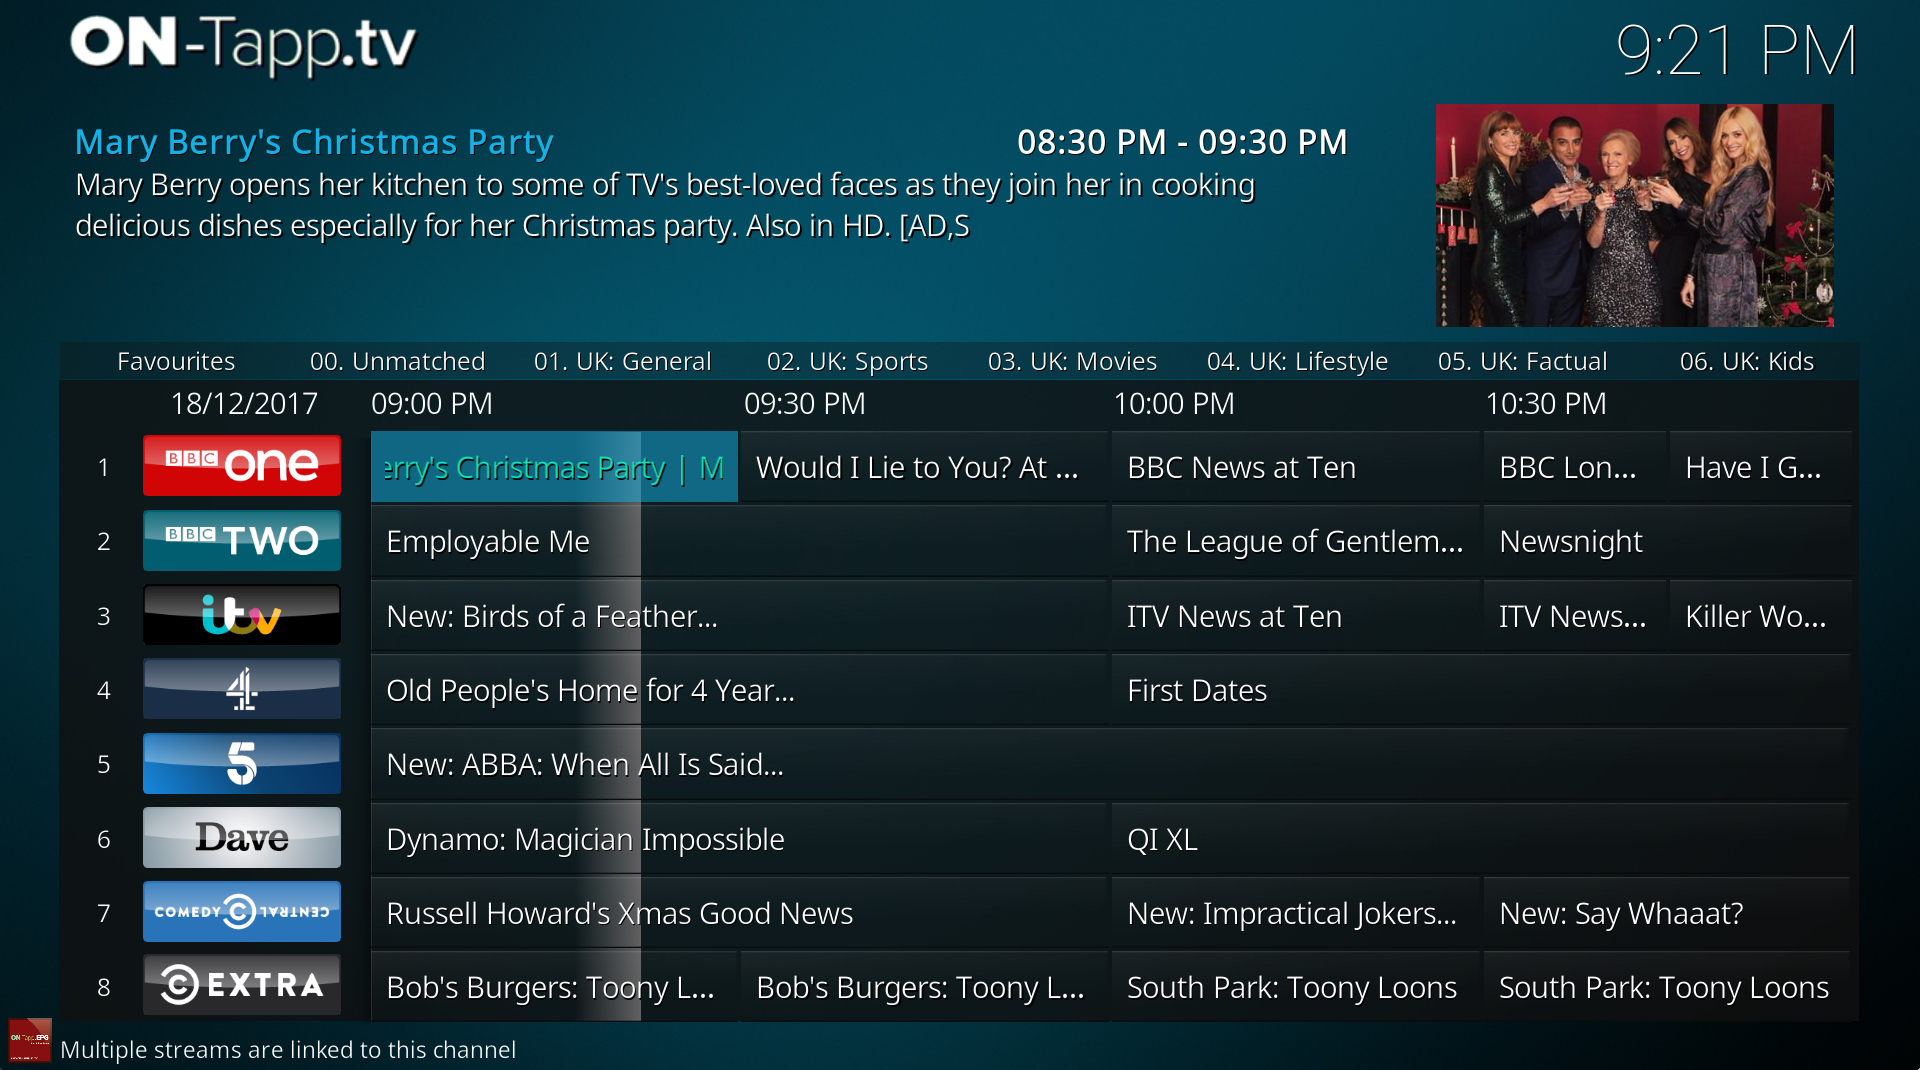 ON-Tapp.tv
9:21 PM
Mary Berry's Christmas Party 08:30 PM - 09:30 PM
Mary Berry opens her kitchen to some of TV's best-loved faces as they join her in cooking
delicious dishes especially for her Christmas party. Also in HD. [AD,S
Favourites 00. Unmatched 01. UK: General 02. UK: Sports 03. UK: Movies 04. UK: Lifestyle 05. UK: Factual 06. UK: Kids
18/12/2017 09:00 PM 09:30 PM 10:00 PM 10:30 PM
1 BBC one erry's Christmas Party | M Would I Lie to You? At ... BBC News at Ten BBC Lon... Have I G...
2 BBC TWO Employable Me The League of Gentlem... Newsnight
3 itv New: Birds of a Feather... ITV News at Ten ITV News... Killer Wo...
4 4 Old People's Home for 4 Year... First Dates
5 5 New: ABBA: When All Is Said...
6 Dave Dynamo: Magician Impossible QI XL
7 COMEDY C CENTRAL Russell Howard's Xmas Good News New: Impractical Jokers... New: Say Whaaat?
8 C EXTRA Bob's Burgers: Toony L... Bob's Burgers: Toony L... South Park: Toony Loons South Park: Toony Loons
ON-Tapp.EPG
Multiple streams are linked to this channel